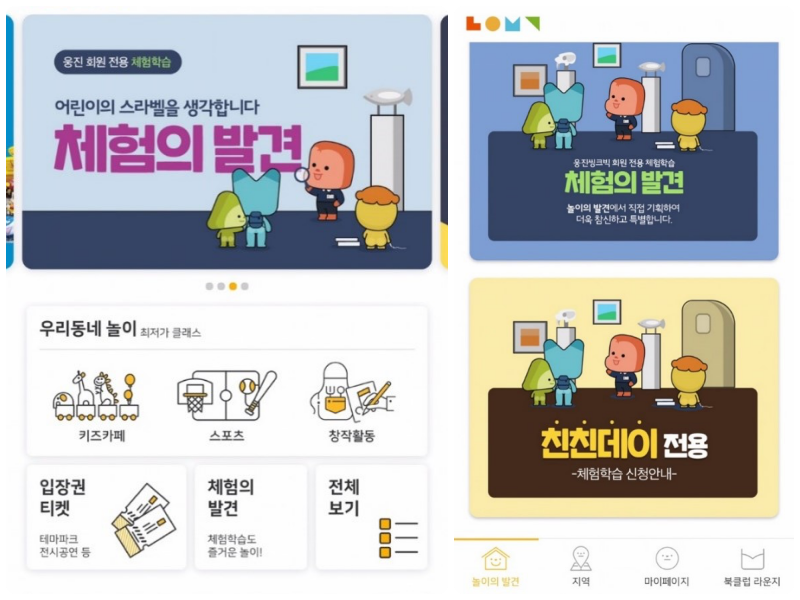 웅진 회원 전용 체험학습
어린이의 스라벨을 생각합니다
체험의 발견
우리동네 놀이 최저가 클래스
키즈카페
스포츠
창작활동
입장권
티켓
테마파크
전시공연 등
체험의
발견
체험학습도
즐거운 놀이!
전체
보기
웅진씽크빅 회원 전용 체험학습
체험의 발견
놀이의 발견에서 직접 기획하여
더욱 참신하고 특별합니다.
친친데이 전용
-체험학습 신청안내-
놀이의 발견
지역
마이페이지
북클럽 라운지